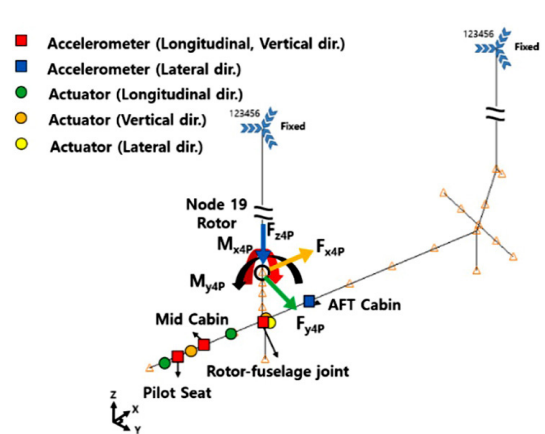 Accelerometer (Longitudinal, Vertical dir.)
Accelerometer (Lateral dir.)
Actuator (Longitudinal dir.)
Actuator (Vertical dir.)
Actuator (Lateral dir.)
123456
Fixed
123456
Fixed
Node 19
Rotor
Fz4P
Mx4P
Fx4P
My4P
AFT Cabin
Fy4P
Mid Cabin
Rotor-fuselage joint
Pilot Seat
Z
X
Y